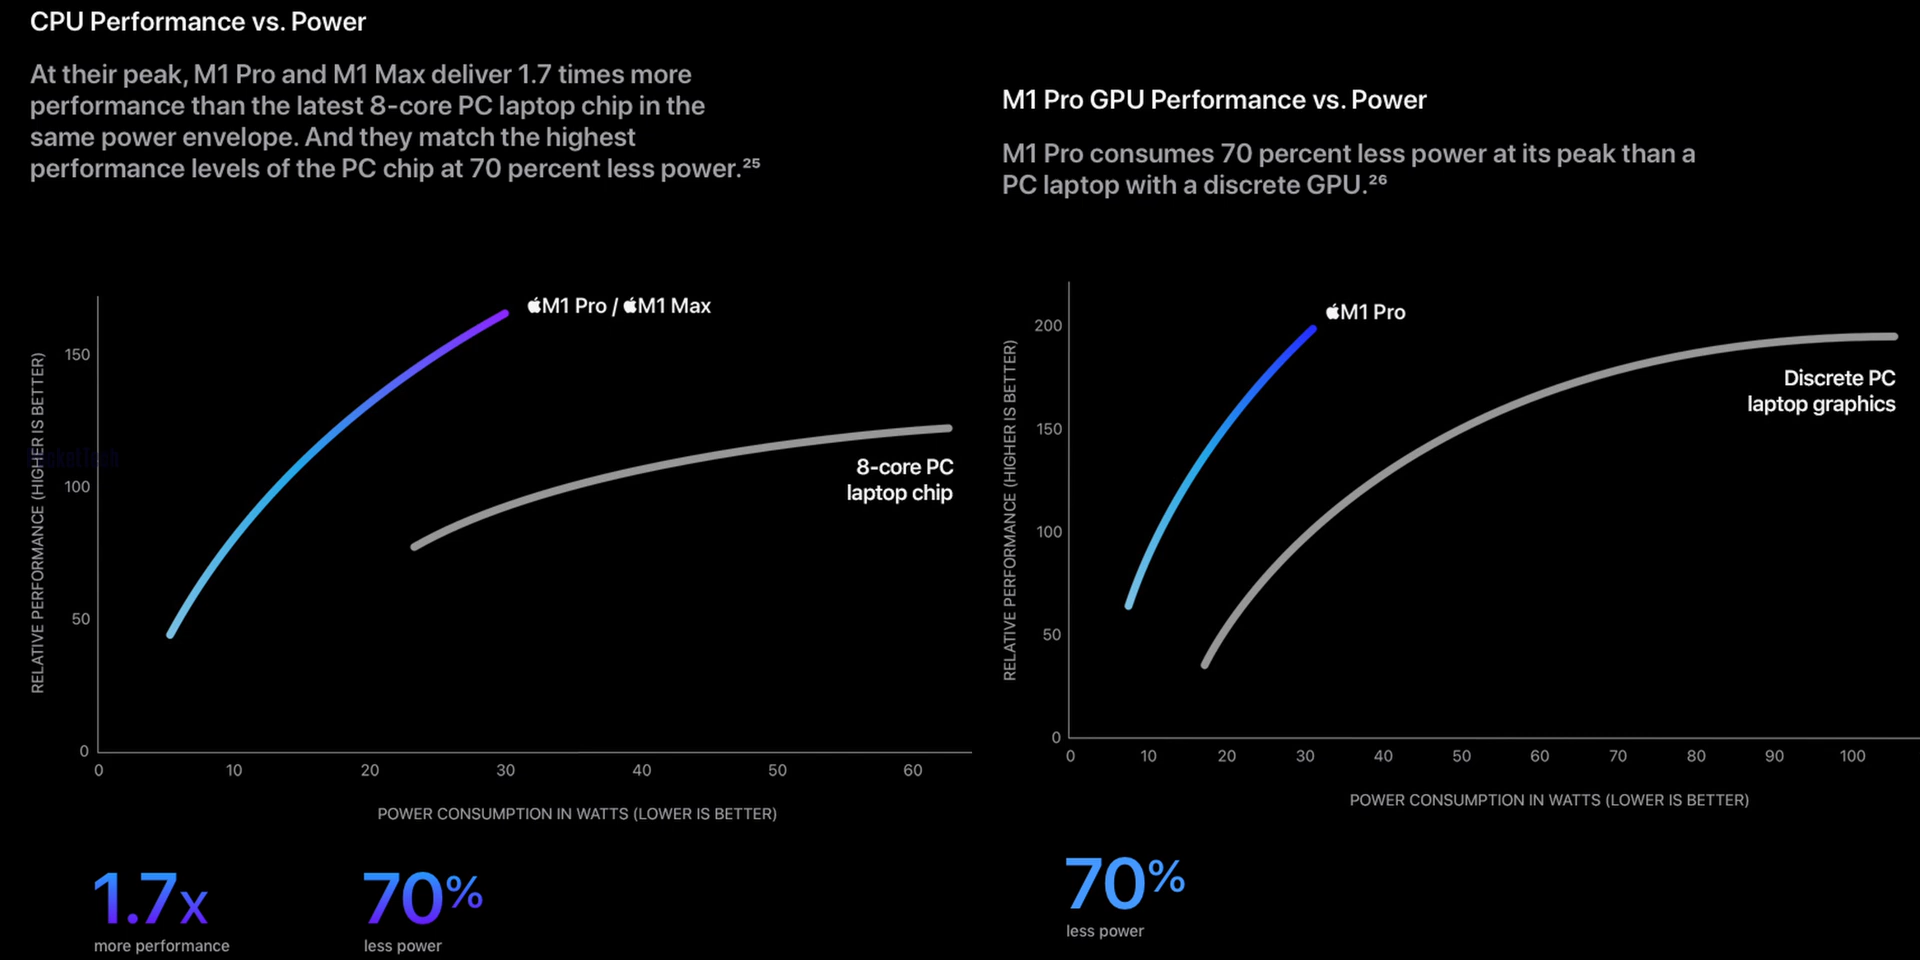 CPU Performance vs. Power
At their peak, M1 Pro and M1 Max deliver 1.7 times more
performance than the latest 8-core PC laptop chip in the
same power envelope. And they match the highest
performance levels of the PC chip at 70 percent less power.²⁵
M1 Pro / M1 Max
8-core PC
laptop chip
RELATIVE PERFORMANCE (HIGHER IS BETTER)
150
100
50
0
0 10 20 30 40 50 60
POWER CONSUMPTION IN WATTS (LOWER IS BETTER)
1.7x
more performance
70%
less power
M1 Pro GPU Performance vs. Power
M1 Pro consumes 70 percent less power at its peak than a
PC laptop with a discrete GPU.²⁶
M1 Pro
Discrete PC
laptop graphics
RELATIVE PERFORMANCE (HIGHER IS BETTER)
200
150
100
50
0
0 10 20 30 40 50 60 70 80 90 100
POWER CONSUMPTION IN WATTS (LOWER IS BETTER)
70%
less power